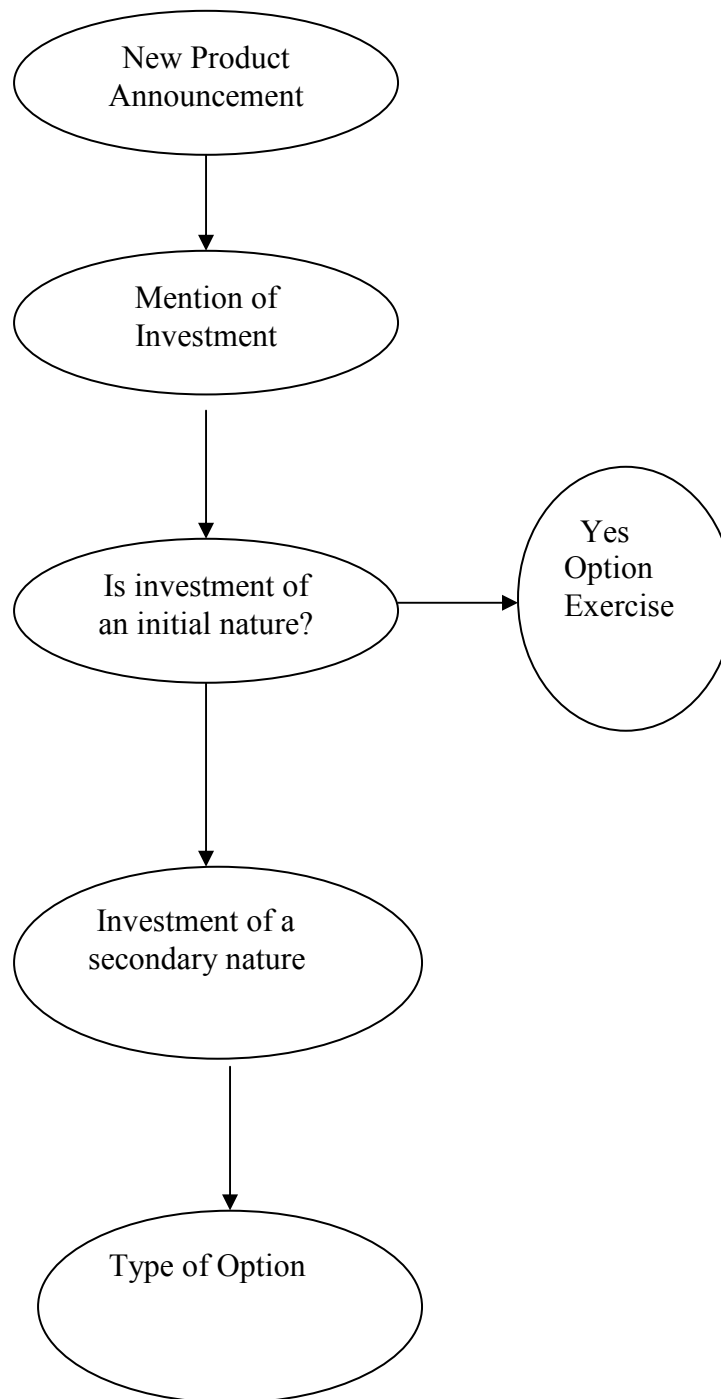 New Product
Announcement
Mention of
Investment
Is investment of
an initial nature?
Yes
Option
Exercise
Investment of a
secondary nature
Type of Option